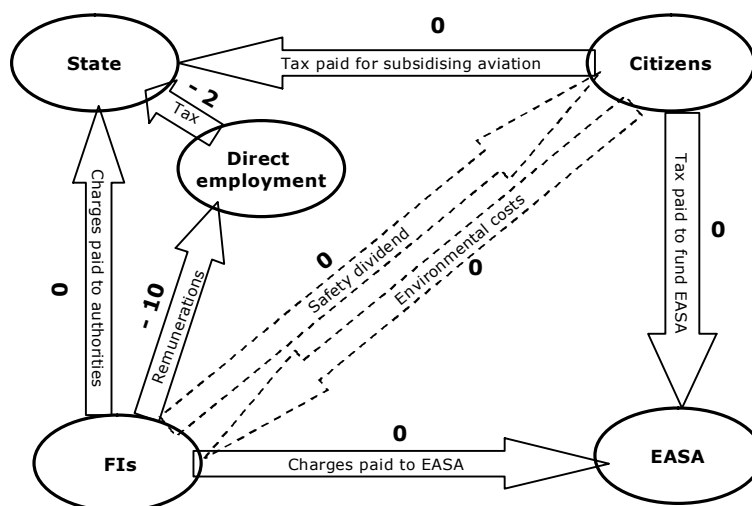 0
State
Tax paid for subsidising aviation
Citizens
- 2
Tax
Direct
employment
Charges paid to authorities
0
- 10
Remunerations
0
Safety dividend
Environmental costs
0
Tax paid to fund EASA
0
0
FIs
Charges paid to EASA
EASA